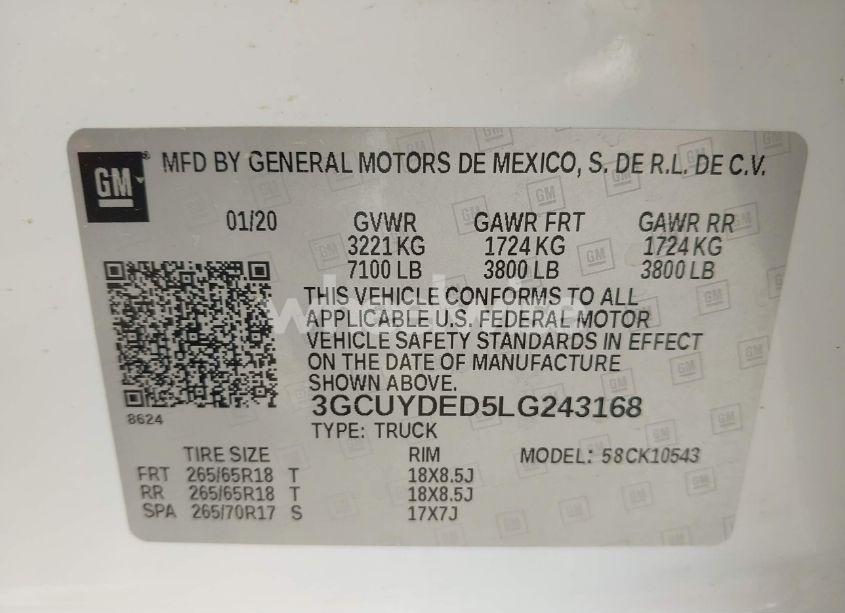 GM
MFD BY GENERAL MOTORS DE MEXICO, S. DE R.L. DE C.V.
01/20 GVWR GAWR FRT GAWR RR
3221 KG 1724 KG 1724 KG
7100 LB 3800 LB 3800 LB
THIS VEHICLE CONFORMS TO ALL
APPLICABLE U.S. FEDERAL MOTOR
VEHICLE SAFETY STANDARDS IN EFFECT
ON THE DATE OF MANUFACTURE
SHOWN ABOVE.
3GCUYDED5LG243168
8624
TYPE: TRUCK
TIRE SIZE RIM MODEL: 58CK10543
FRT 265/65R18 T 18X8.5J
RR 265/65R18 T 18X8.5J
SPA 265/70R17 S 17X7J